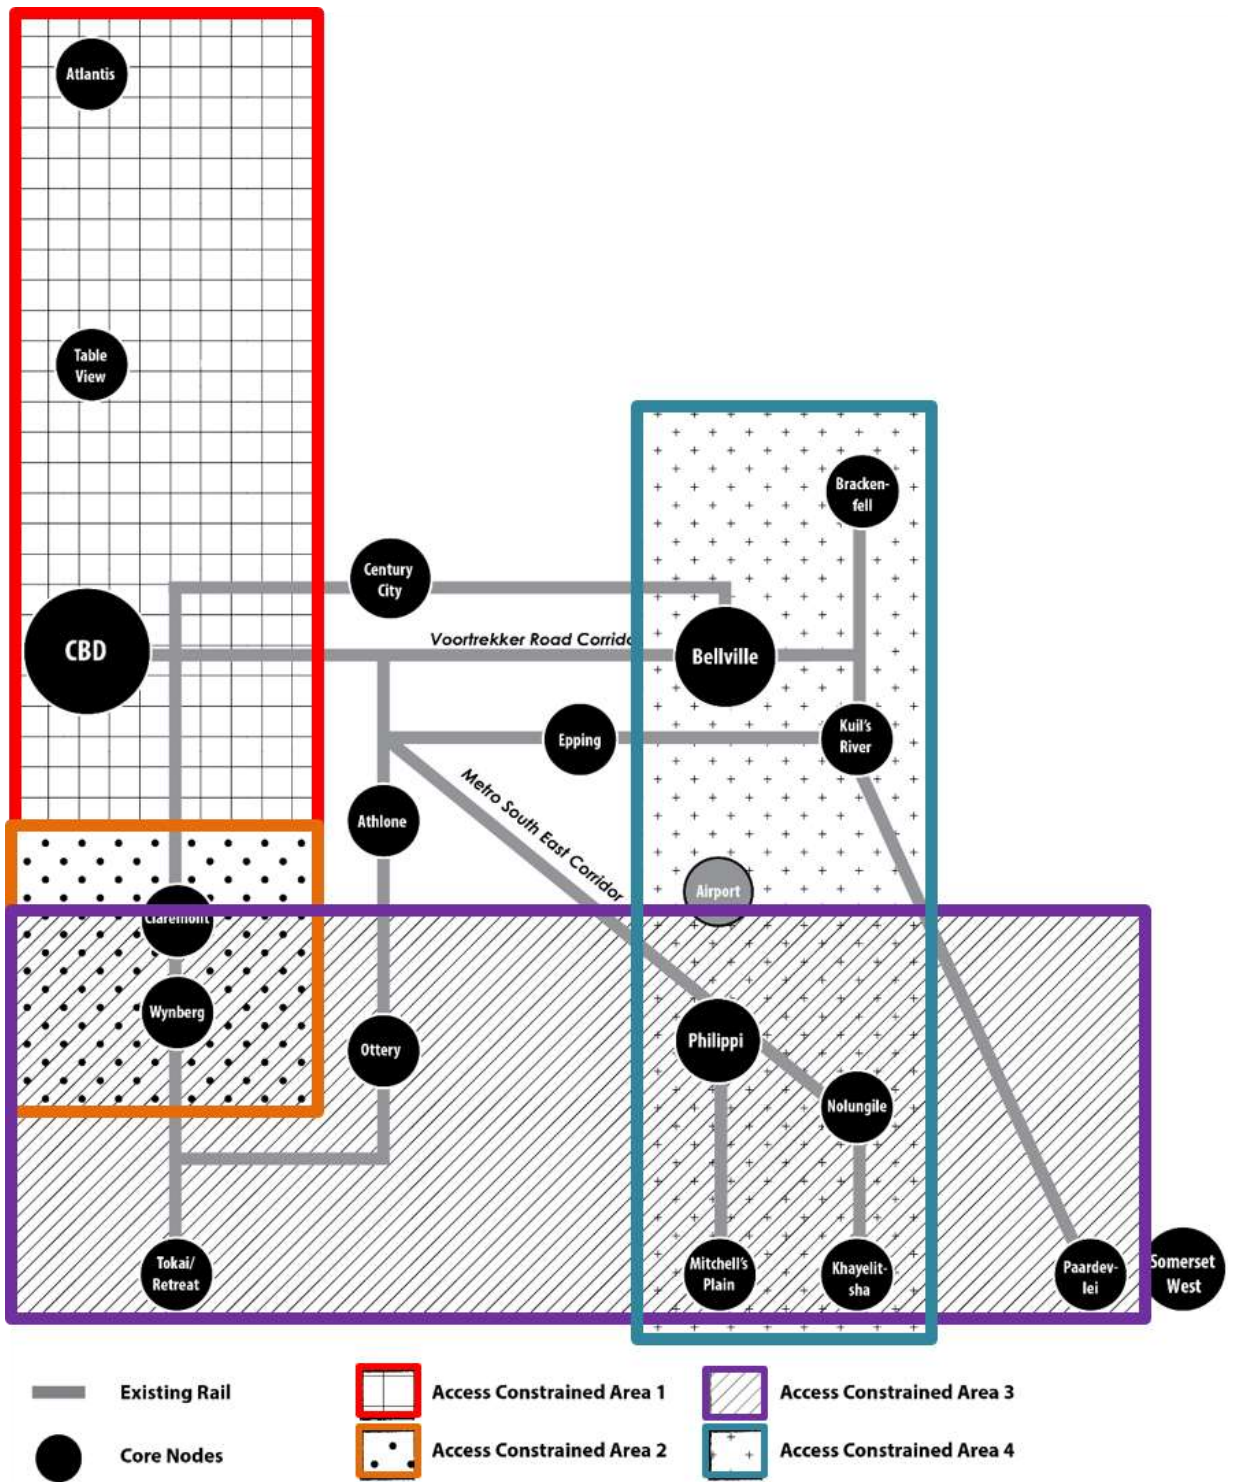 Atlantis
Table
View
Century
City
CBD
Voortrekker Road Corrido
Bellville
Bracken-
fell
Epping
Kuil's
River
Metro South East Corridor
Athlone
Airport
Claremont
Wynberg
Ottery
Philippi
Nolungile
Tokai/
Retreat
Mitchell's
Plain
Khayelit-
sha
Paardev-
lei
Somerset
West
Existing Rail
Core Nodes
Access Constrained Area 1
Access Constrained Area 2
Access Constrained Area 3
Access Constrained Area 4